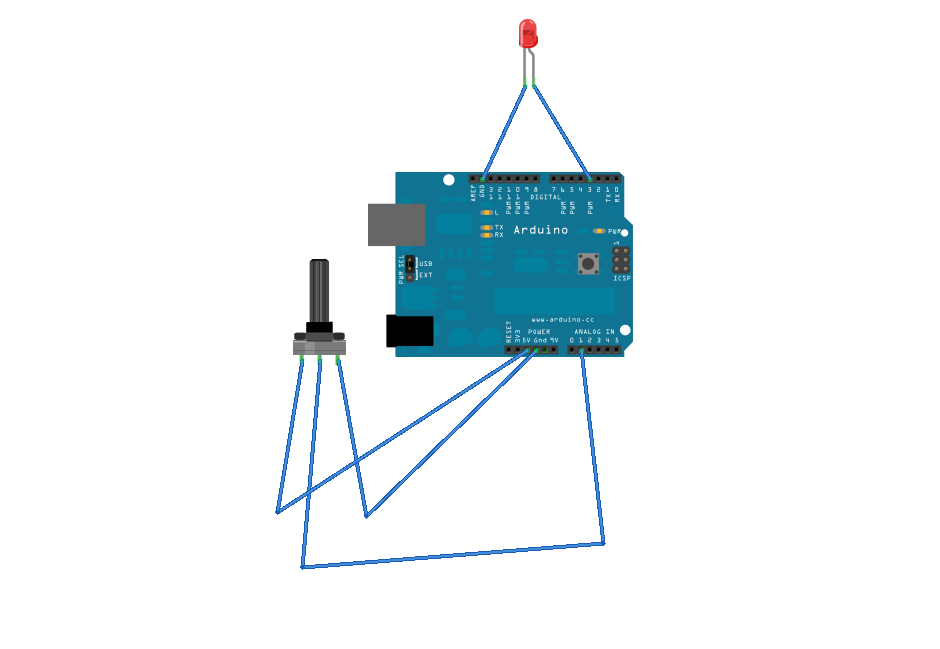 AREF
GND
13
12
PWM 11
PWM 10
PWM 9
8
7
PWM 6
PWM 5
4
PWM 3
2
TX 1
RX 0
DIGITAL
L
TX
RX
Arduino
PWR
1
PWR SEL
USB
EXT
ICSP
www.arduino.cc
POWER
ANALOG IN
RESET
3V3
5V Gnd 9V
0 1 2 3 4 5